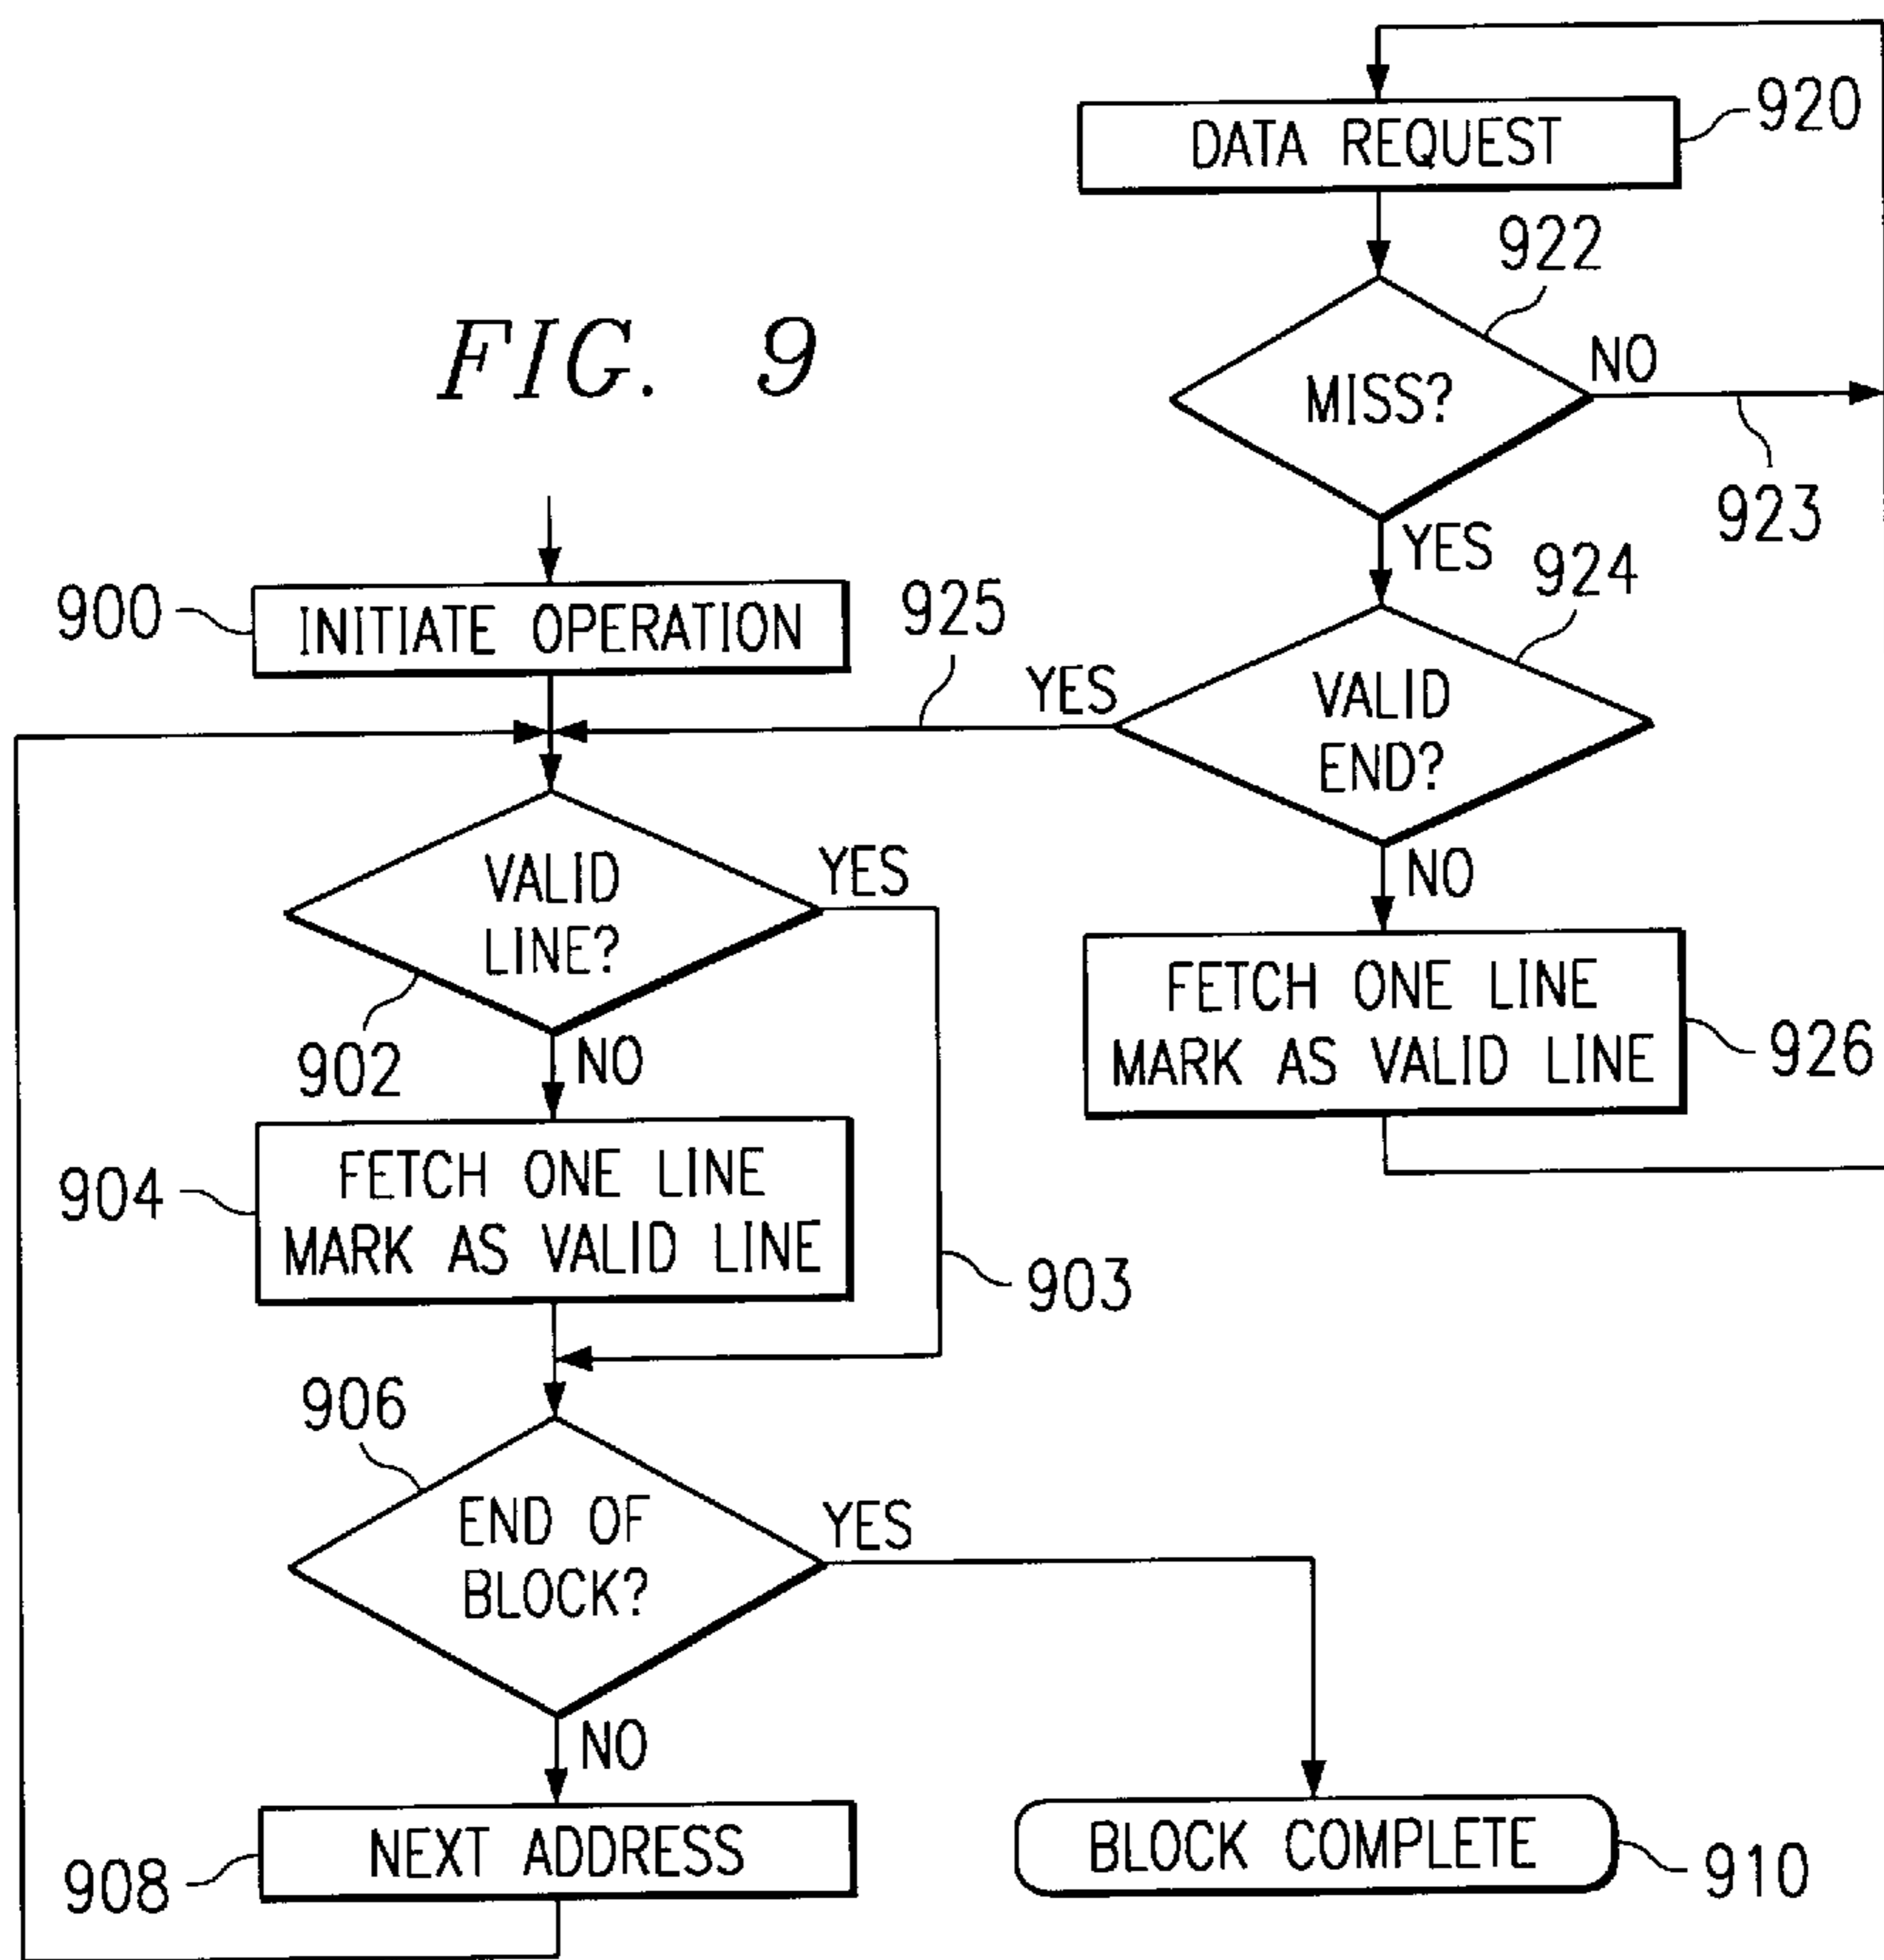 FIG. 9
900
INITIATE OPERATION
VALID
LINE?
902
YES
903
NO
FETCH ONE LINE
MARK AS VALID LINE
904
906
END OF
BLOCK?
YES
NO
NEXT ADDRESS
908
BLOCK COMPLETE
910
DATA REQUEST
920
922
MISS?
NO
923
YES
924
VALID
END?
YES
925
NO
FETCH ONE LINE
MARK AS VALID LINE
926